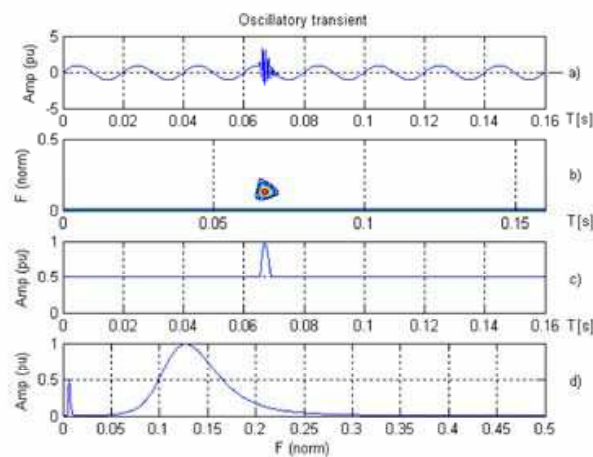 Oscillatory transient
5
0
-5
Amp (pu)
a)
0 0.02 0.04 0.06 0.08 0.1 0.12 0.14 0.16 T[s]
0.5
0
F (norm)
b)
0 0.05 0.1 0.15 T[s]
1
0.5
0
Amp (pu)
c)
0 0.02 0.04 0.06 0.08 0.1 0.12 0.14 0.16 T[s]
1
0.5
0
Amp (pu)
d)
0 0.05 0.1 0.15 0.2 0.25 0.3 0.35 0.4 0.45 0.5
F (norm)